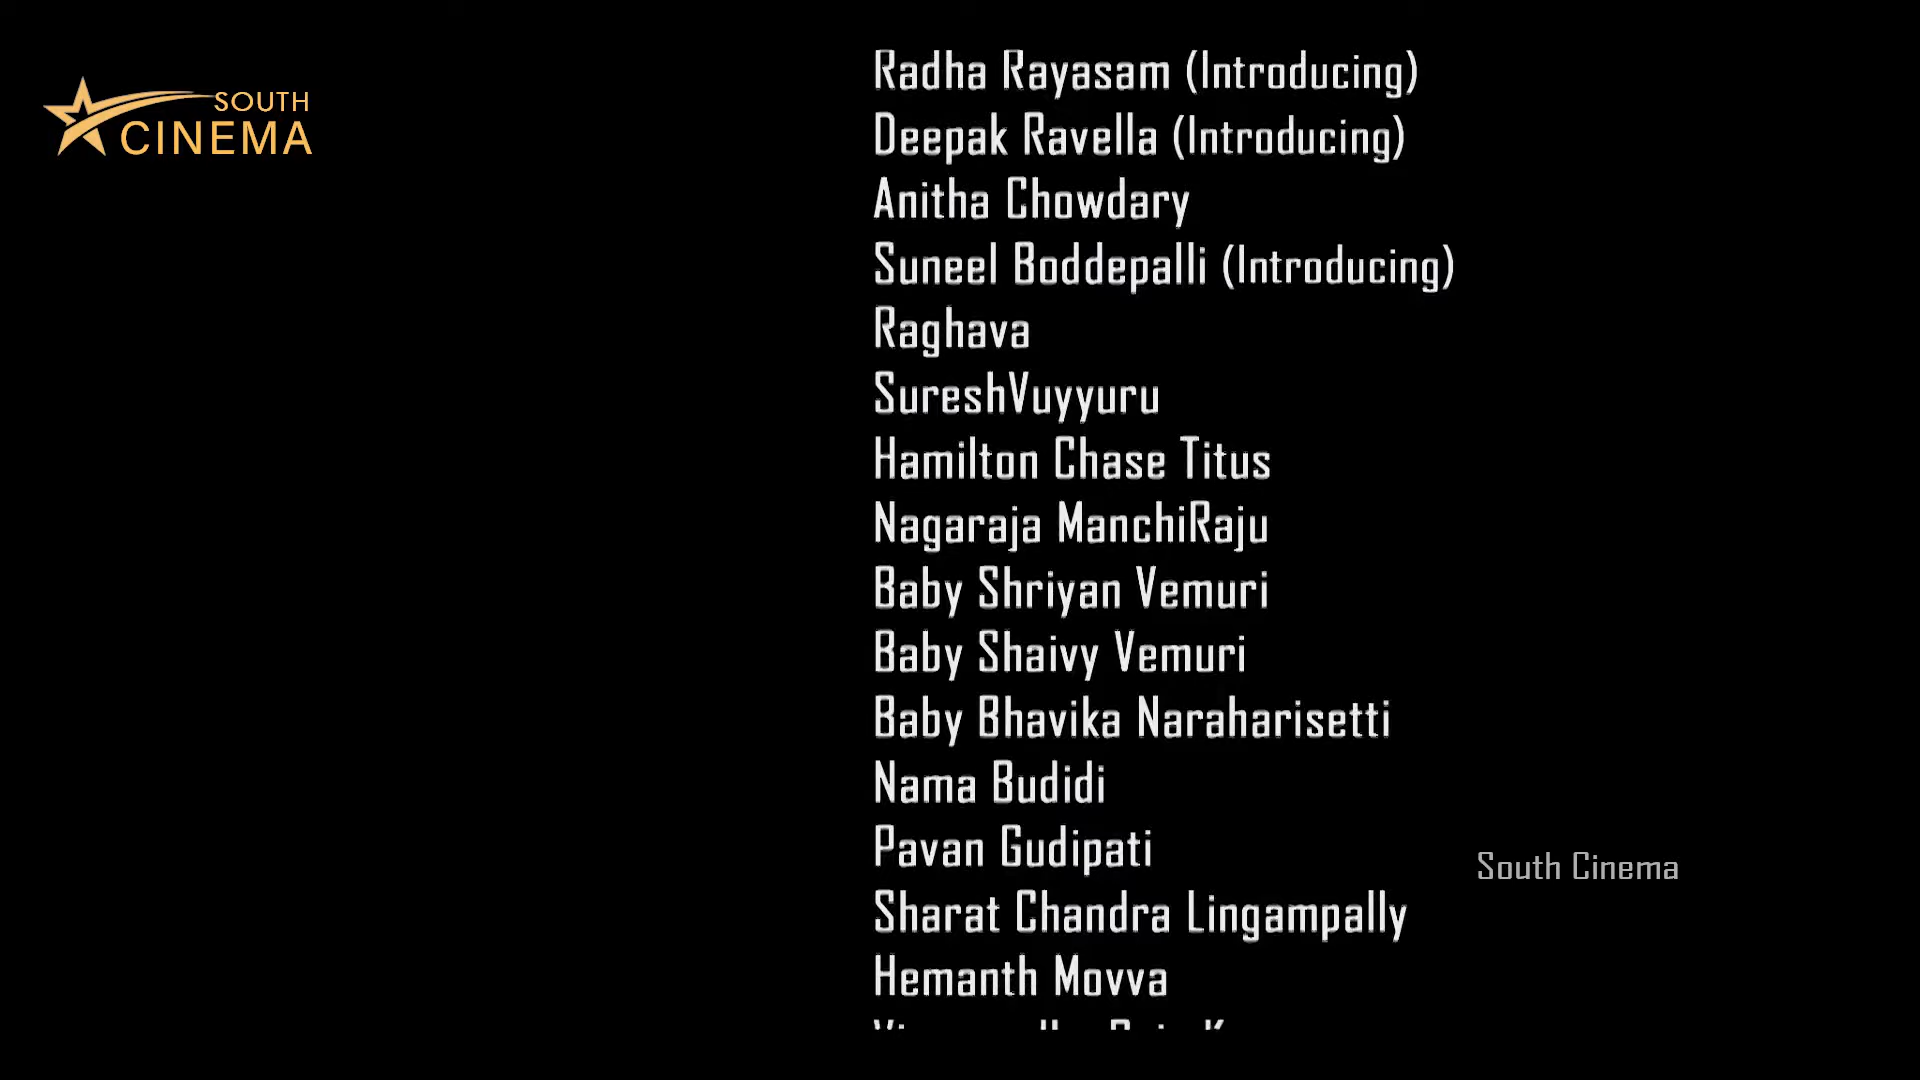 SOUTH
CINEMA
Radha Rayasam (Introducing)
Deepak Ravella (Introducing)
Anitha Chowdary
Suneel Boddepalli (Introducing)
Raghava
SureshVuyyuru
Hamilton Chase Titus
Nagaraja ManchiRaju
Baby Shriyan Vemuri
Baby Shaivy Vemuri
Baby Bhavika Naraharisetti
Nama Budidi
Pavan Gudipati
South Cinema
Sharat Chandra Lingampally
Hemanth Movva